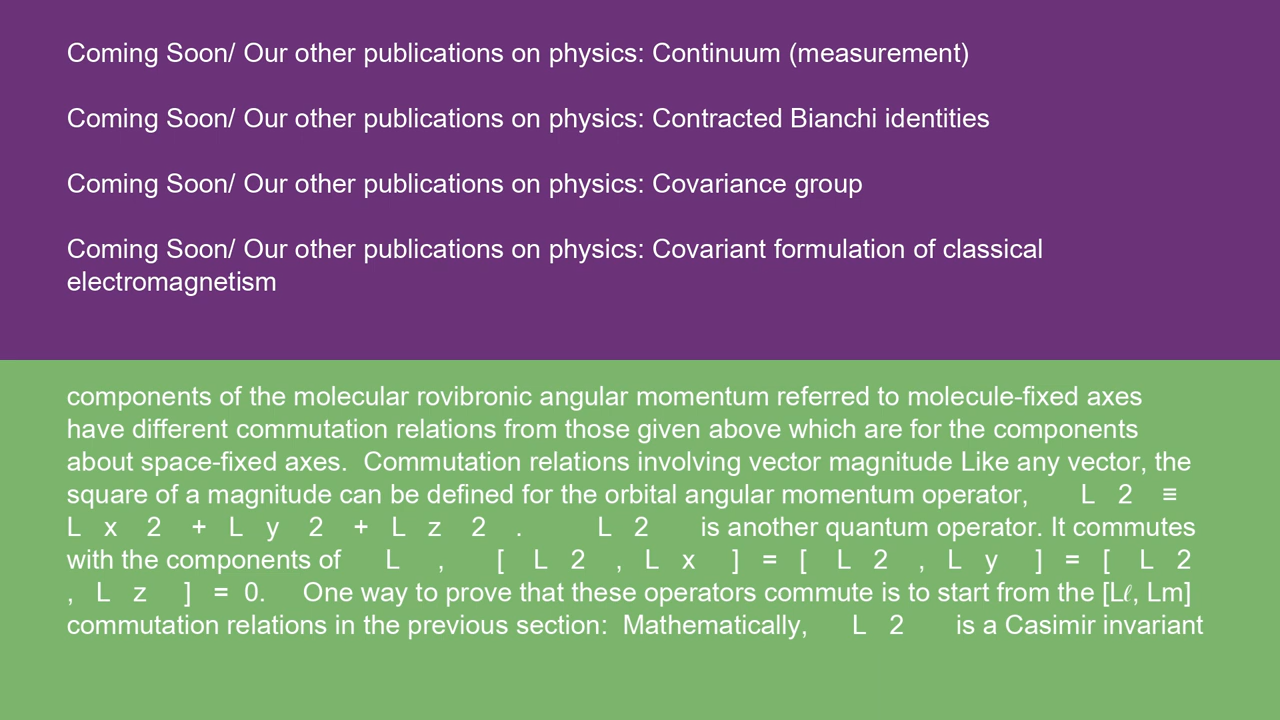 Coming Soon/ Our other publications on physics: Continuum (measurement)
Coming Soon/ Our other publications on physics: Contracted Bianchi identities
Coming Soon/ Our other publications on physics: Covariance group
Coming Soon/ Our other publications on physics: Covariant formulation of classical
electromagnetism
components of the molecular rovibronic angular momentum referred to molecule-fixed axes
have different commutation relations from those given above which are for the components
about space-fixed axes.  Commutation relations involving vector magnitude Like any vector, the
square of a magnitude can be defined for the orbital angular momentum operator, L 2 ≡
L x 2 + L y 2 + L z 2 . L 2 is another quantum operator. It commutes
with the components of L , [ L 2 , L x ] = [ L 2 , L y ] = [ L 2
, L z ] = 0. One way to prove that these operators commute is to start from the [Lℓ, Lm]
commutation relations in the previous section:  Mathematically, L 2 is a Casimir invariant